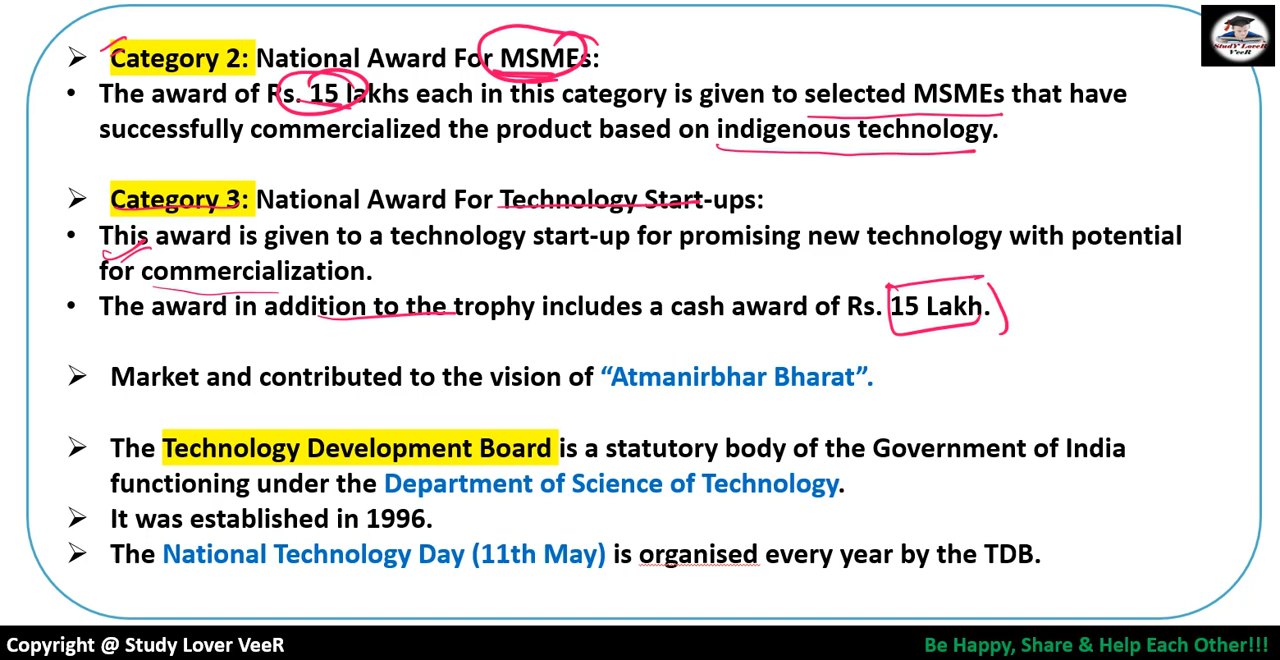 StudY LoveR
VeeR
➢ Category 2: National Award For MSMEs:
• The award of Rs. 15 lakhs each in this category is given to selected MSMEs that have
successfully commercialized the product based on indigenous technology.
➢ Category 3: National Award For Technology Start-ups:
• This award is given to a technology start-up for promising new technology with potential
for commercialization.
• The award in addition to the trophy includes a cash award of Rs. 15 Lakh.
➢ Market and contributed to the vision of “Atmanirbhar Bharat”.
➢ The Technology Development Board is a statutory body of the Government of India
functioning under the Department of Science of Technology.
➢ It was established in 1996.
➢ The National Technology Day (11th May) is organised every year by the TDB.
Copyright @ Study Lover VeeR
Be Happy, Share & Help Each Other!!!